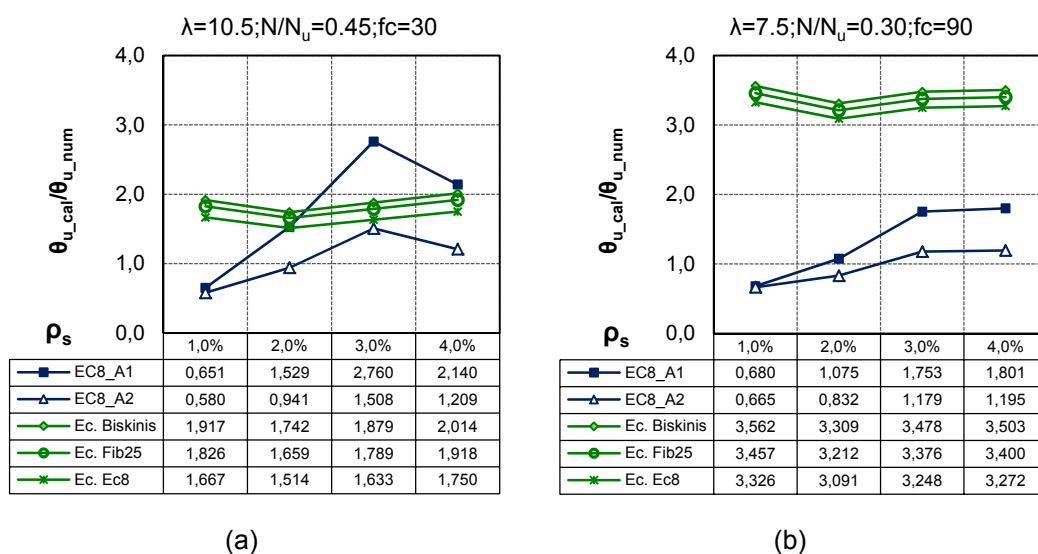 λ=10.5;N/Nu=0.45;fc=30
4,0
3,0
2,0
1,0
0,0
θu_cal/θu_num
ρs
1,0% 2,0% 3,0% 4,0%
EC8_A1 0,651 1,529 2,760 2,140
EC8_A2 0,580 0,941 1,508 1,209
Ec. Biskinis 1,917 1,742 1,879 2,014
Ec. Fib25 1,826 1,659 1,789 1,918
Ec. Ec8 1,667 1,514 1,633 1,750
(a)
λ=7.5;N/Nu=0.30;fc=90
4,0
3,0
2,0
1,0
0,0
θu_cal/θu_num
ρs
1,0% 2,0% 3,0% 4,0%
EC8_A1 0,680 1,075 1,753 1,801
EC8_A2 0,665 0,832 1,179 1,195
Ec. Biskinis 3,562 3,309 3,478 3,503
Ec. Fib25 3,457 3,212 3,376 3,400
Ec. Ec8 3,326 3,091 3,248 3,272
(b)